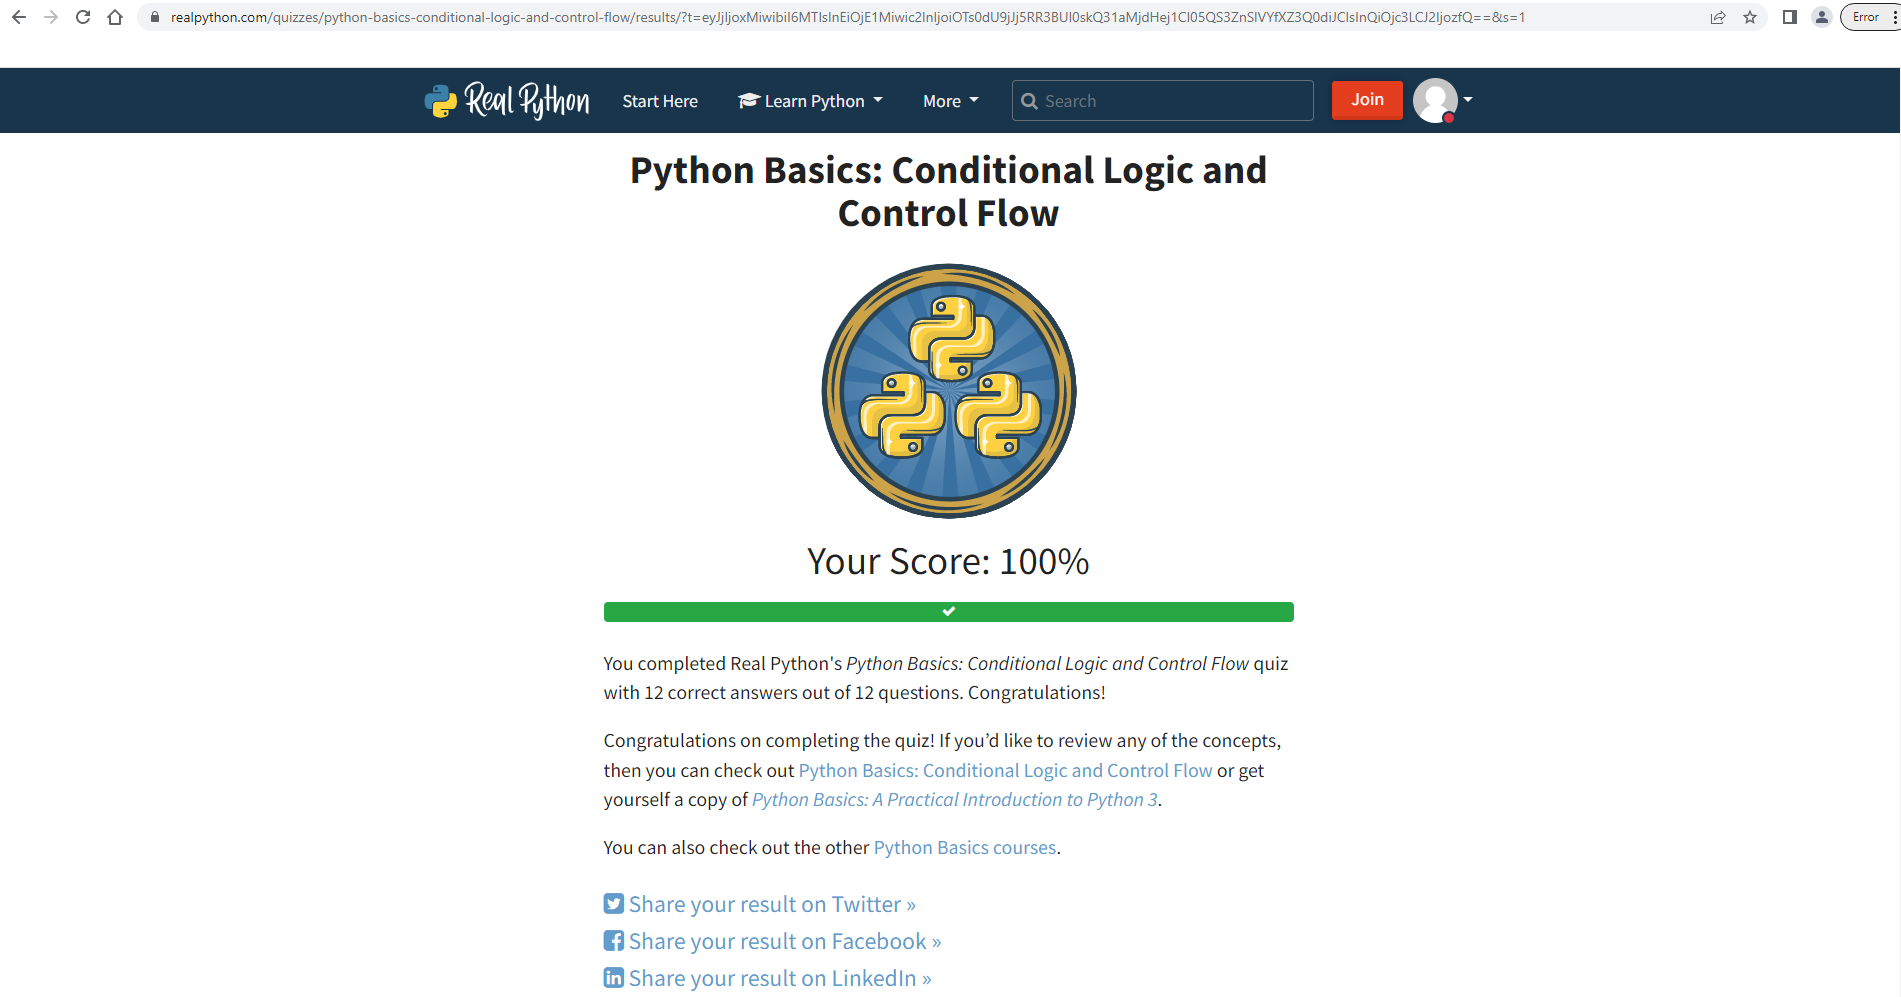 realpython.com/quizzes/python-basics-conditional-logic-and-control-flow/results/
Error
Real Python
Start Here
Learn Python
More
Search
Join
Python Basics: Conditional Logic and
Control Flow
Your Score: 100%
You completed Real Python's Python Basics: Conditional Logic and Control Flow quiz
with 12 correct answers out of 12 questions. Congratulations!
Congratulations on completing the quiz! If you’d like to review any of the concepts,
then you can check out Python Basics: Conditional Logic and Control Flow or get
yourself a copy of Python Basics: A Practical Introduction to Python 3.
You can also check out the other Python Basics courses.
Share your result on Twitter »
Share your result on Facebook »
Share your result on LinkedIn »